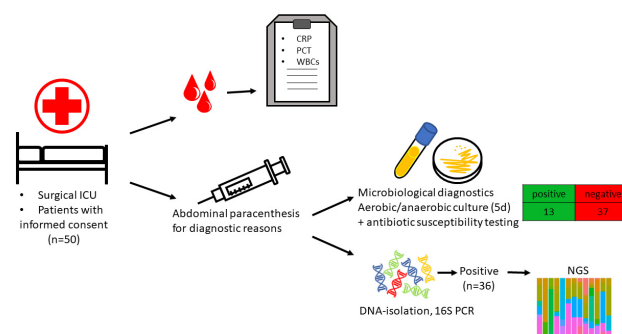 • CRP
• PCT
• WBCs
• Surgical ICU
• Patients with
informed consent
(n=50)
Abdominal paracenthesis
for diagnostic reasons
Microbiological diagnostics
Aerobic/anaerobic culture (5d)
+ antibiotic susceptibility testing
positive negative
13 37
DNA-isolation, 16S PCR
Positive
(n=36)
NGS